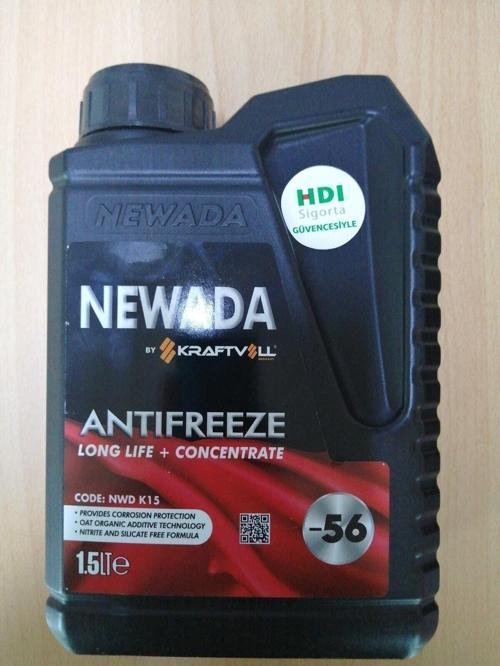 HDI
Sigorta
GÜVENCESİYLE
NEWADA
NEWADA
BY KRAFTVOLL
ANTIFREEZE
LONG LIFE + CONCENTRATE
CODE: NWD K15
• PROVIDES CORROSION PROTECTION
• OAT ORGANIC ADDITIVE TECHNOLOGY
• NITRITE AND SILICATE FREE FORMULA
-56
1.5LTe